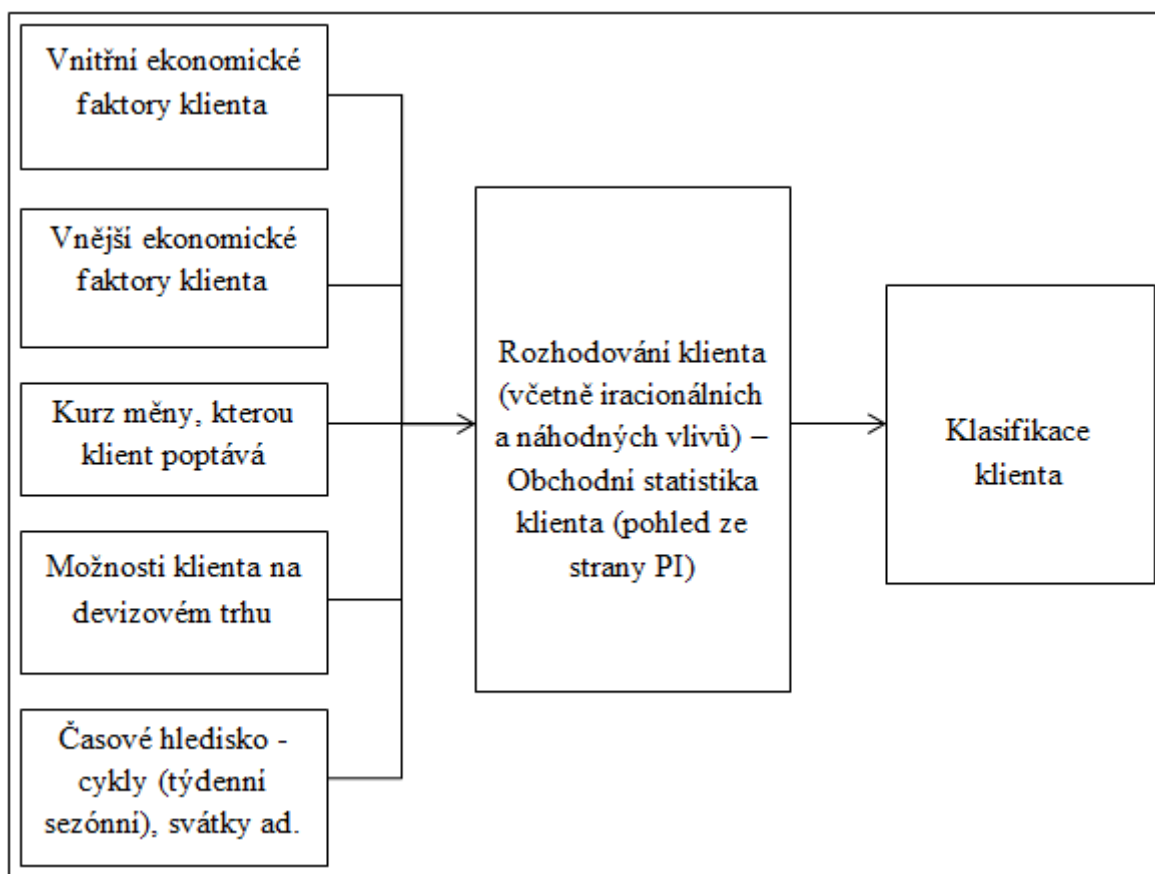 Vnitřní ekonomické
faktory klienta
Vnější ekonomické
faktory klienta
Kurz měny, kterou
klient poptává
Možnosti klienta na
devizovém trhu
Časové hledisko -
cykly (týdenní
sezónní), svátky ad.
Rozhodování klienta
(včetně iracionálních
a náhodných vlivů) –
Obchodní statistika
klienta (pohled ze
strany PI)
Klasifikace
klienta